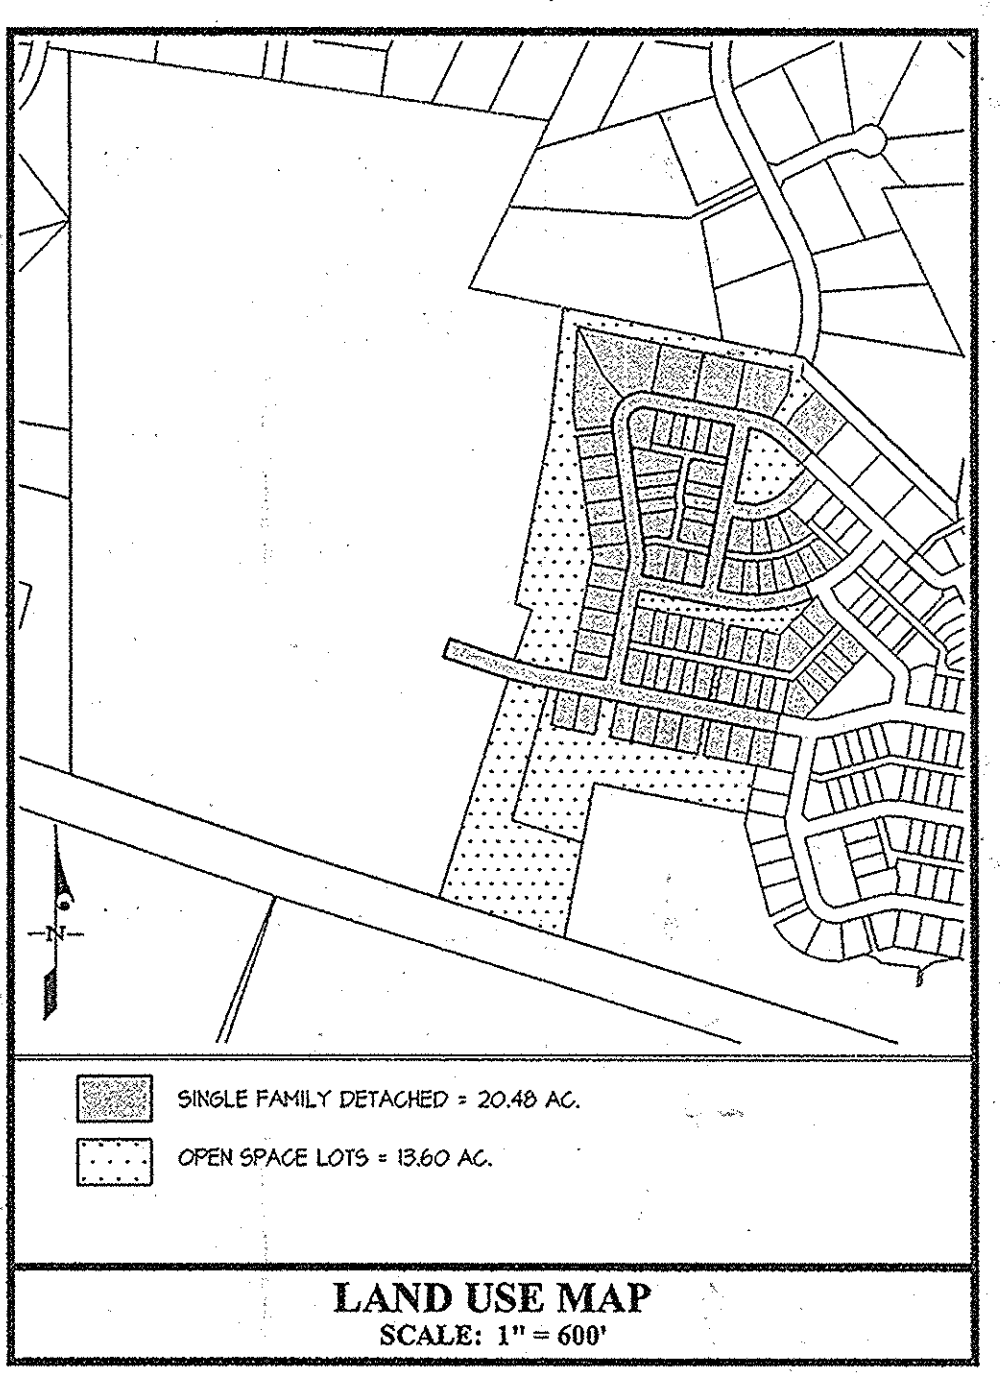 N
SINGLE FAMILY DETACHED = 20.48 AC.
OPEN SPACE LOTS = 13.60 AC.
LAND USE MAP
SCALE: 1" = 600'